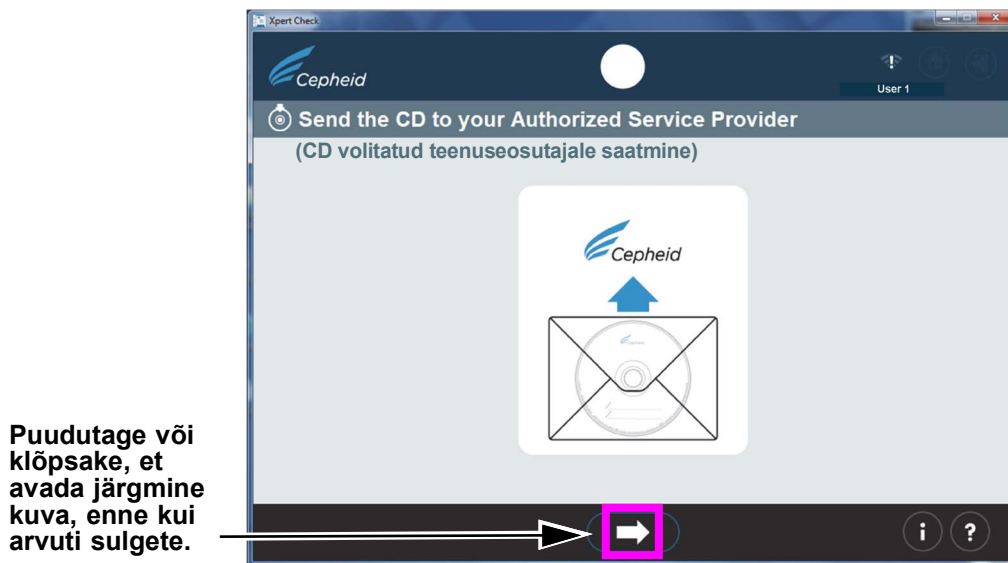 Xpert Check
Cepheid
User 1
Send the CD to your Authorized Service Provider
(CD volitatud teenuseosutajale saatmine)
Cepheid
Puudutage või
klõpsake, et
avada järgmine
kuva, enne kui
arvuti sulgete.
i ?